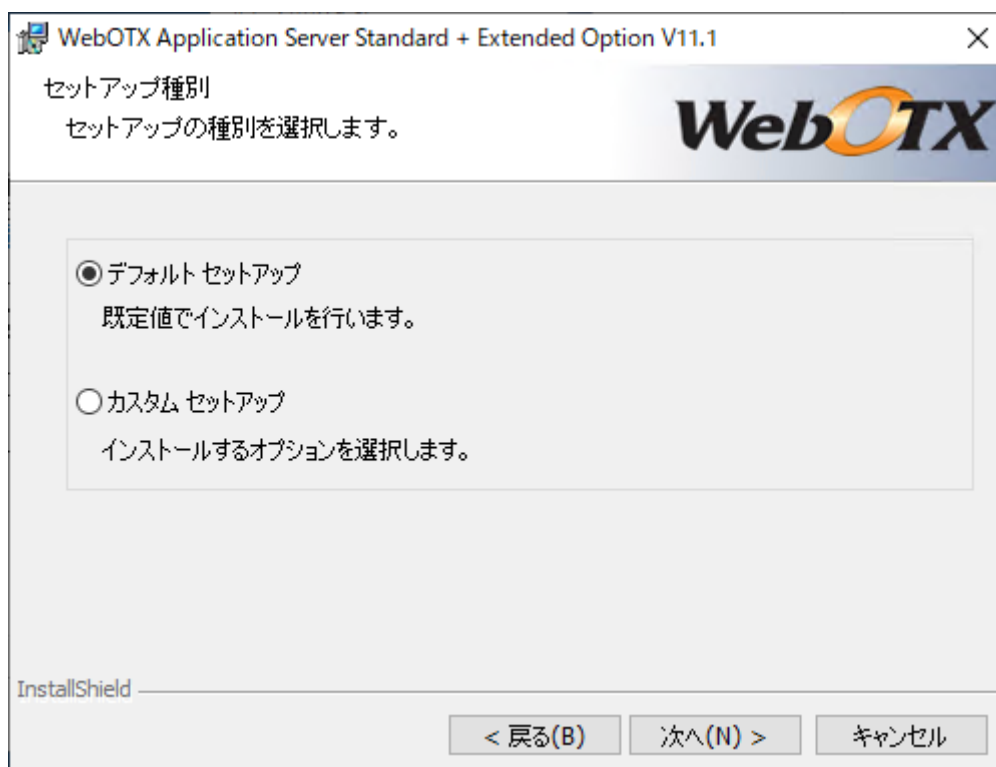 WebOTX Application Server Standard + Extended Option V11.1
セットアップ種別
セットアップの種別を選択します。
WebOTX
デフォルト セットアップ
既定値でインストールを行います。
カスタム セットアップ
インストールするオプションを選択します。
InstallShield
< 戻る(B) 次へ(N) > キャンセル